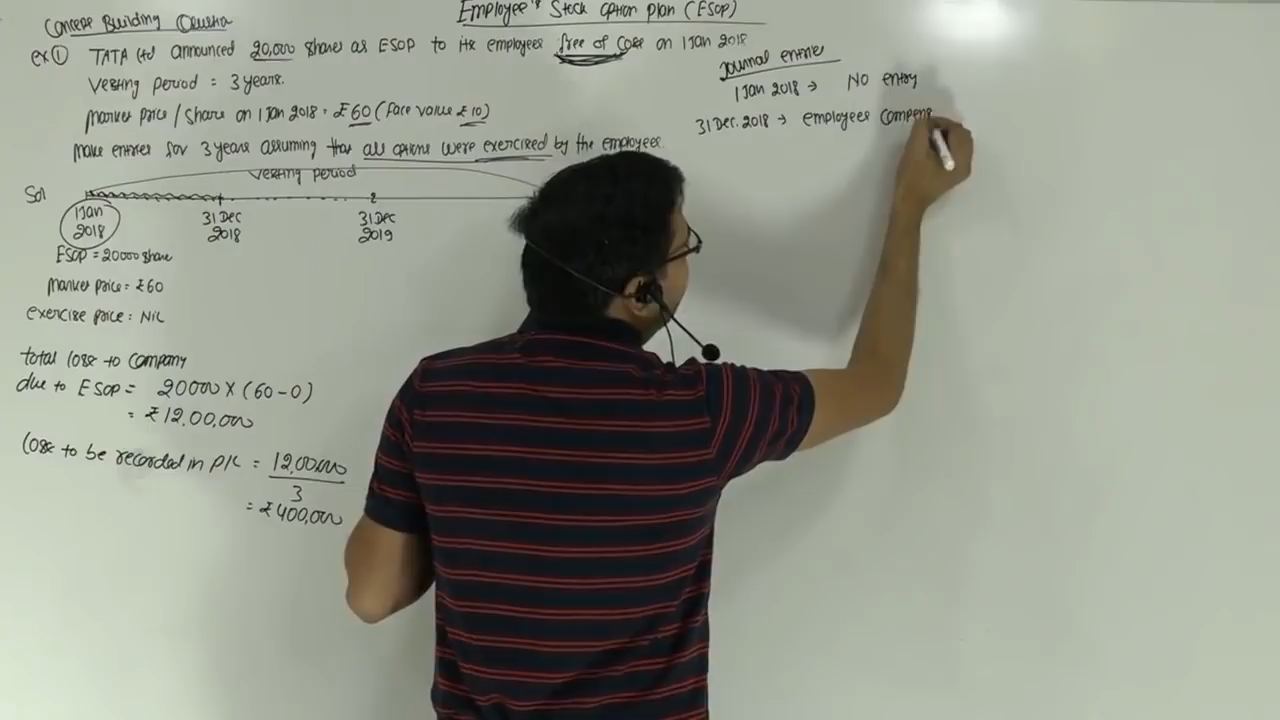 Employee's Stock Option Plan (ESOP)
Concept Building Question
ex ① TATA Ltd announced 20,000 shares as ESOP to its employees free of cost on 1 Jan 2018
Vesting period = 3 years.
Market Price / Share on 1 Jan 2018 = ₹60 (face value ₹10)
Make entries for 3 years assuming that all options were exercised by the employees.
Vesting period
Sol
1 Jan 2018
31 Dec 2018
2
31 Dec 2019
ESOP = 20000 share
Market price = ₹60
exercise price = Nil
total loss to company
due to ESOP = 20000 × (60-0)
= ₹12,00,000
loss to be recorded in P/L = 12,00,000
3
= ₹400,000
Journal entries
1 Jan 2018 → No entry
31 Dec. 2018 → employees compens